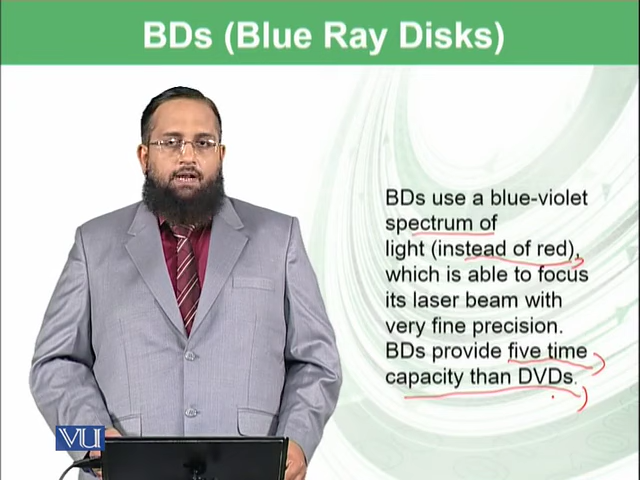 BDs (Blue Ray Disks)
BDs use a blue-violet
spectrum of
light (instead of red),
which is able to focus
its laser beam with
very fine precision.
BDs provide five time
capacity than DVDs.
VU